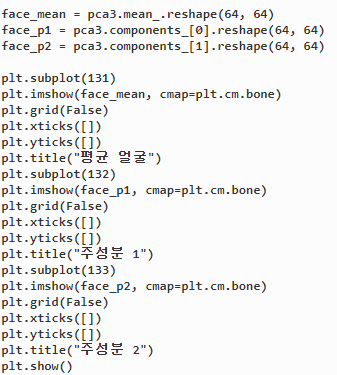 face_mean = pca3.mean_.reshape(64, 64)
face_p1 = pca3.components_[0].reshape(64, 64)
face_p2 = pca3.components_[1].reshape(64, 64)

plt.subplot(131)
plt.imshow(face_mean, cmap=plt.cm.bone)
plt.grid(False)
plt.xticks([])
plt.yticks([])
plt.title("평균 얼굴")
plt.subplot(132)
plt.imshow(face_p1, cmap=plt.cm.bone)
plt.grid(False)
plt.xticks([])
plt.yticks([])
plt.title("주성분 1")
plt.subplot(133)
plt.imshow(face_p2, cmap=plt.cm.bone)
plt.grid(False)
plt.xticks([])
plt.yticks([])
plt.title("주성분 2")
plt.show()